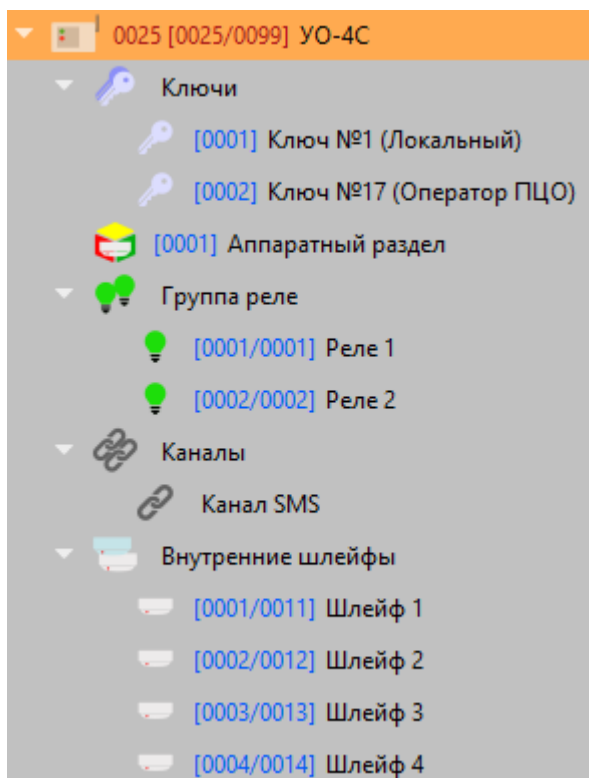 0025 [0025/0099] УО-4С
Ключи
[0001] Ключ №1 (Локальный)
[0002] Ключ №17 (Оператор ПЦО)
[0001] Аппаратный раздел
Группа реле
[0001/0001] Реле 1
[0002/0002] Реле 2
Каналы
Канал SMS
Внутренние шлейфы
[0001/0011] Шлейф 1
[0002/0012] Шлейф 2
[0003/0013] Шлейф 3
[0004/0014] Шлейф 4